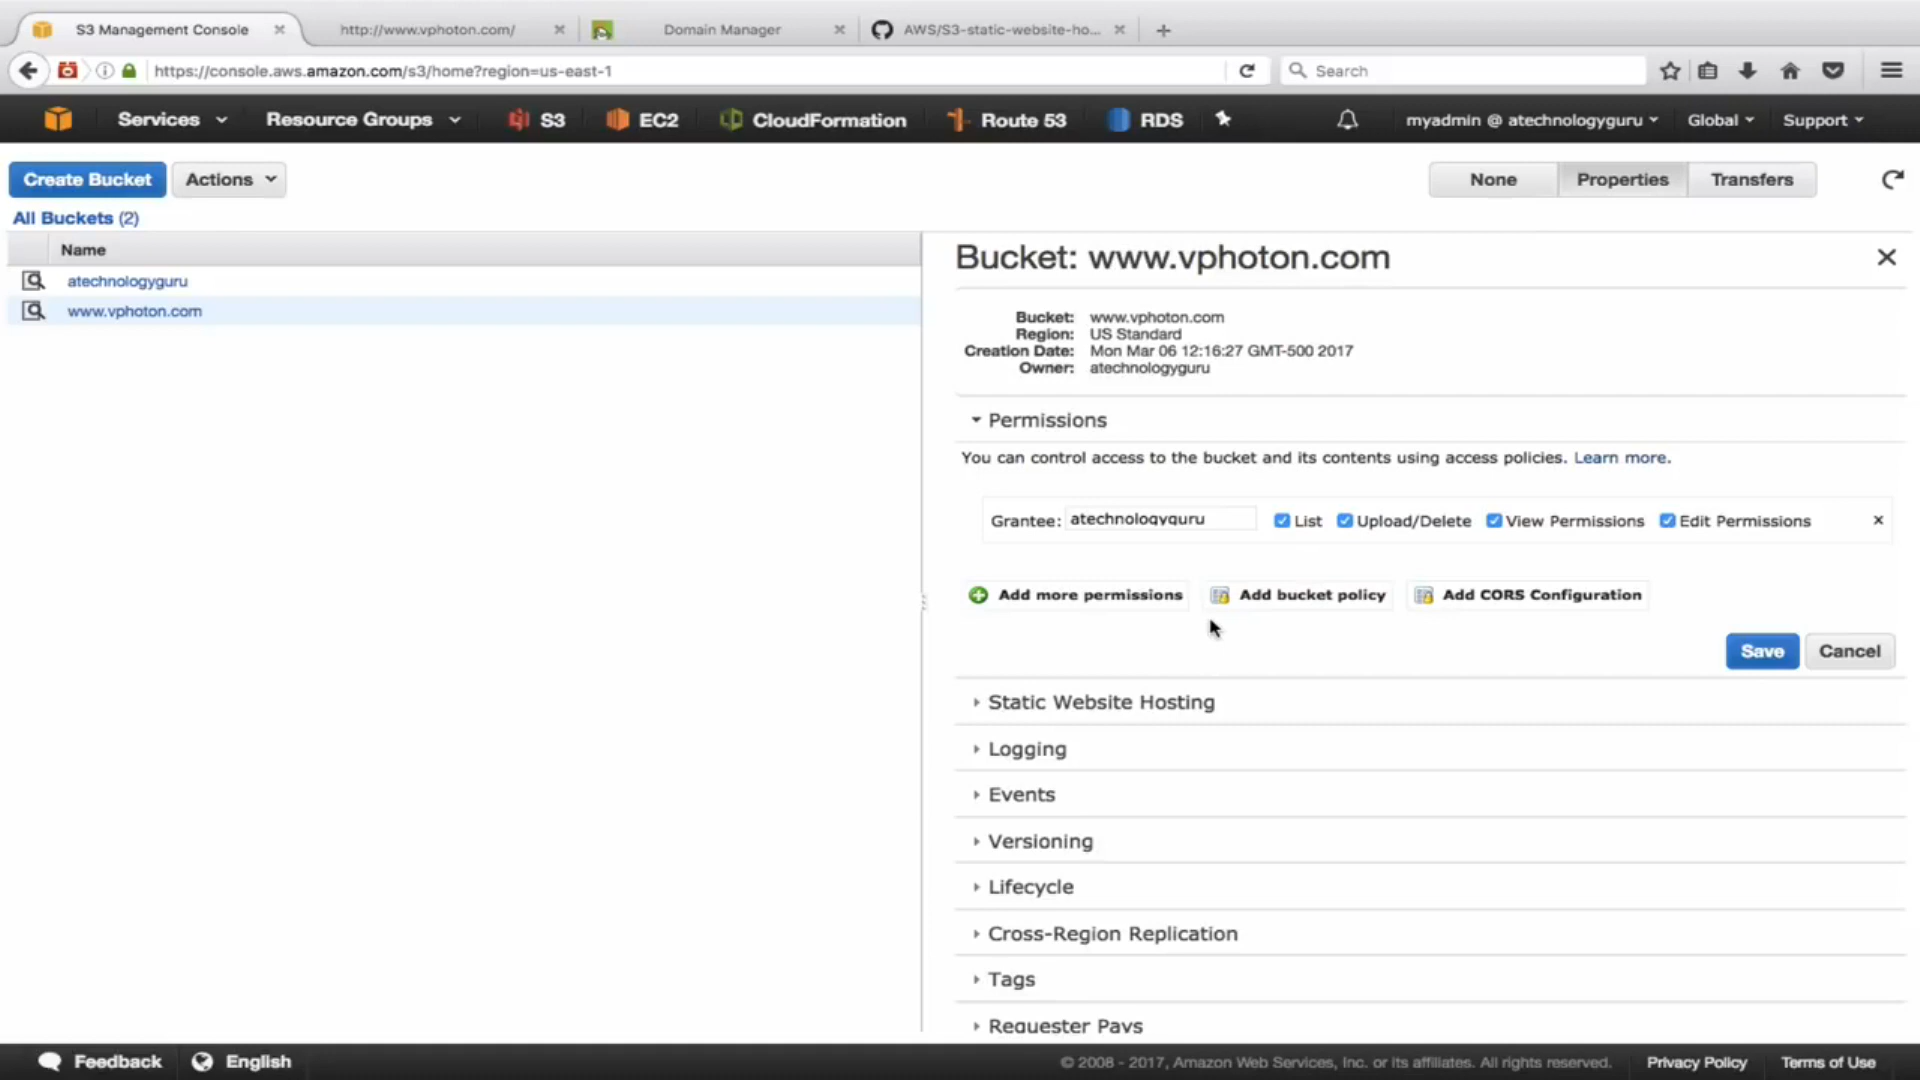 S3 Management Console
http://www.vphoton.com/
Domain Manager
AWS/S3-static-website-ho...
https://console.aws.amazon.com/s3/home?region=us-east-1
Search
Services
Resource Groups
S3
EC2
CloudFormation
Route 53
RDS
myadmin @ atechnologyguru
Global
Support
Create Bucket
Actions
None
Properties
Transfers
All Buckets (2)
Name
atechnologyguru
www.vphoton.com
Bucket: www.vphoton.com
Bucket: www.vphoton.com
Region: US Standard
Creation Date: Mon Mar 06 12:16:27 GMT-500 2017
Owner: atechnologyguru
Permissions
You can control access to the bucket and its contents using access policies. Learn more.
Grantee: atechnologyguru List Upload/Delete View Permissions Edit Permissions
Add more permissions Add bucket policy Add CORS Configuration
Save Cancel
Static Website Hosting
Logging
Events
Versioning
Lifecycle
Cross-Region Replication
Tags
Requester Pays
Feedback
English
© 2008 - 2017, Amazon Web Services, Inc. or its affiliates. All rights reserved.
Privacy Policy
Terms of Use